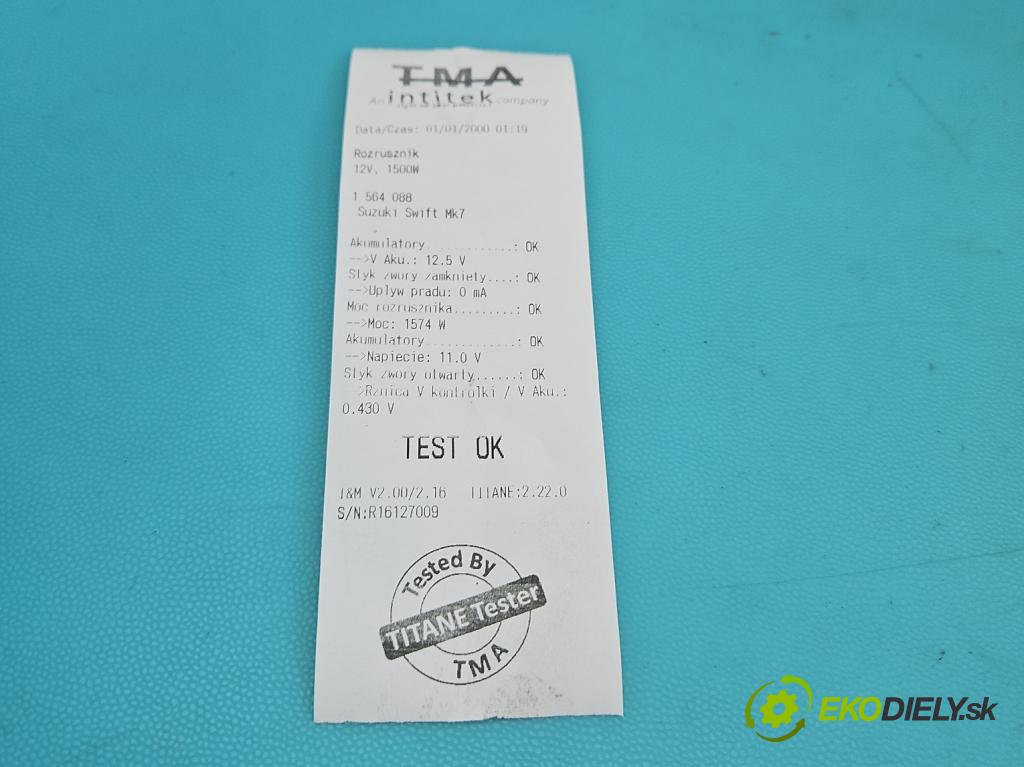 TMA
An intitek company
Data/Czas: 01/01/2000 01:19
Rozrusznik
12V, 1500W
1 564 088
Suzuki Swift Mk7
Akumulatory............: OK
-->V Aku.: 12.5 V
Styk zwory zamkniety....: OK
-->Uplyw pradu: 0 mA
Moc rozrusznika.........: OK
-->Moc: 1574 W
Akumulatory.............: OK
-->Napiecie: 11.0 V
Styk zwory otwarty......: OK
-->Rznica V kontrolki / V Aku.:
0.430 V
TEST OK
I&M V2.00/2.16 TITANE:2.22.0
S/N:R16127009
Tested By
TITANE Tester
TMA
EKODIELY.sk